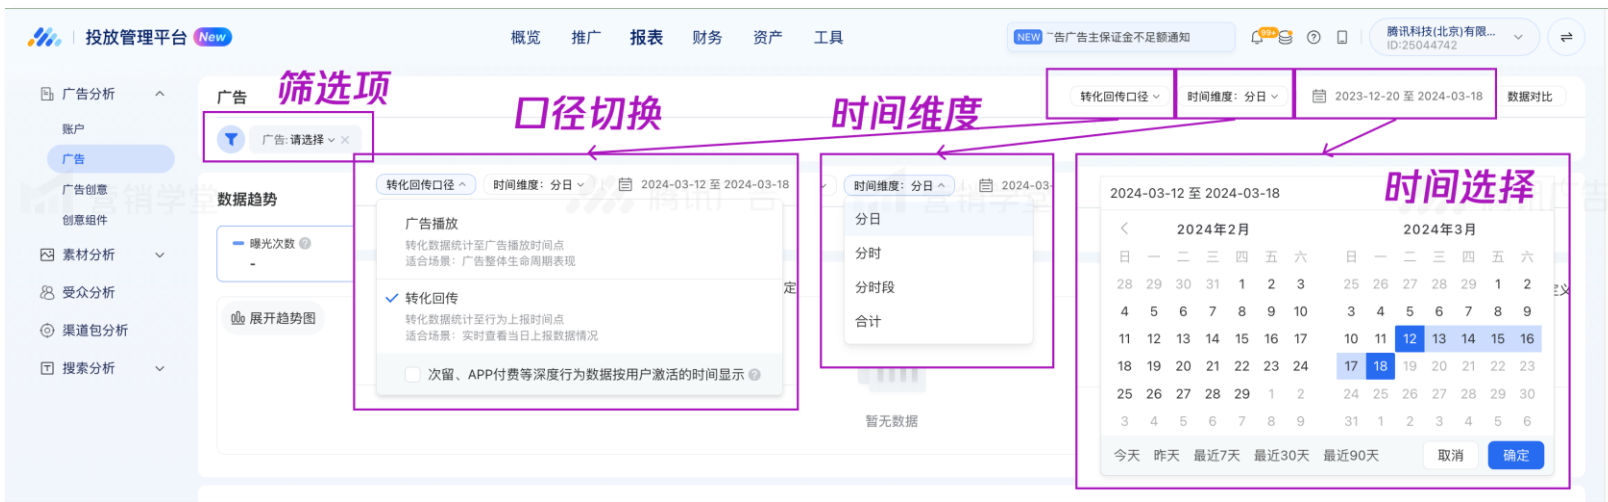 投放管理平台 New
概览 推广 报表 财务 资产 工具
NEW 告广告主保证金不足额通知
99+
腾讯科技(北京)有限...
ID:25044742
广告分析
账户
广告
广告创意
创意组件
素材分析
受众分析
渠道包分析
搜索分析
广告
筛选项
口径切换
时间维度
转化回传口径
时间维度：分日
2023-12-20 至 2024-03-18
数据对比
广告: 请选择
数据趋势
曝光次数
-
展开趋势图
转化回传口径
时间维度：分日
2024-03-12 至 2024-03-18
广告播放
转化数据统计至广告播放时间点
适合场景：广告整体生命周期表现
转化回传
转化数据统计至行为上报时间点
适合场景：实时查看当日上报数据情况
次留、APP付费等深度行为数据按用户激活的时间显示
定
时间维度：分日
2024-03-
分日
分时
分时段
合计
暂无数据
时间选择
2024-03-12 至 2024-03-18
2024年2月
日 一 二 三 四 五 六
28 29 30 31 1 2 3
4 5 6 7 8 9 10
11 12 13 14 15 16 17
18 19 20 21 22 23 24
25 26 27 28 29 1 2
3 4 5 6 7 8 9
2024年3月
日 一 二 三 四 五 六
25 26 27 28 29 1 2
3 4 5 6 7 8 9
10 11 12 13 14 15 16
17 18 19 20 21 22 23
24 25 26 27 28 29 30
31 1 2 3 4 5 6
今天 昨天 最近7天 最近30天 最近90天
取消 确定
营销学堂